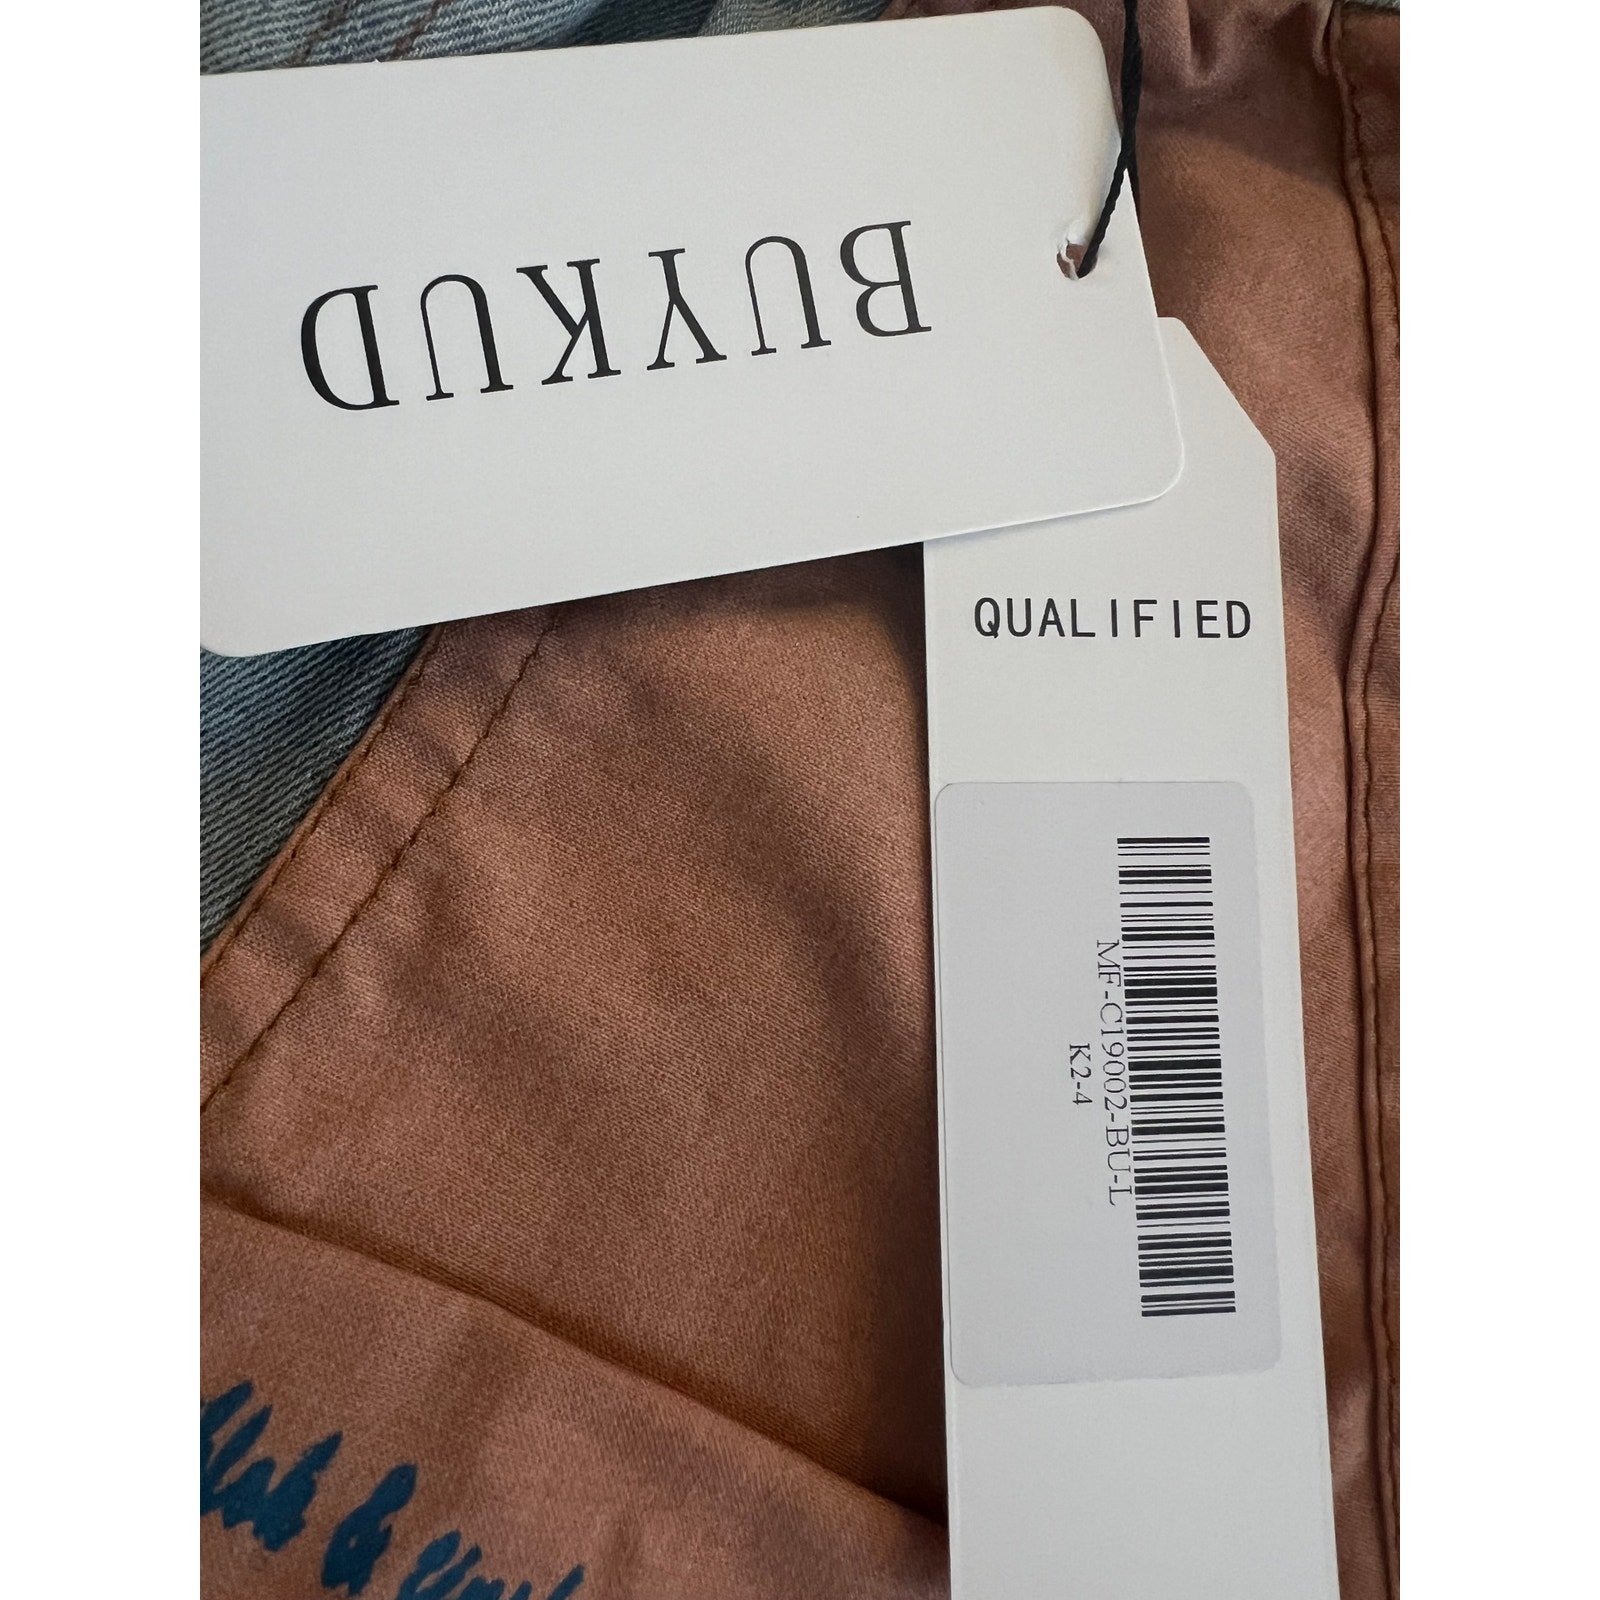 BUYKUD
QUALIFIED
MF-C19002-BU-L
K2-4